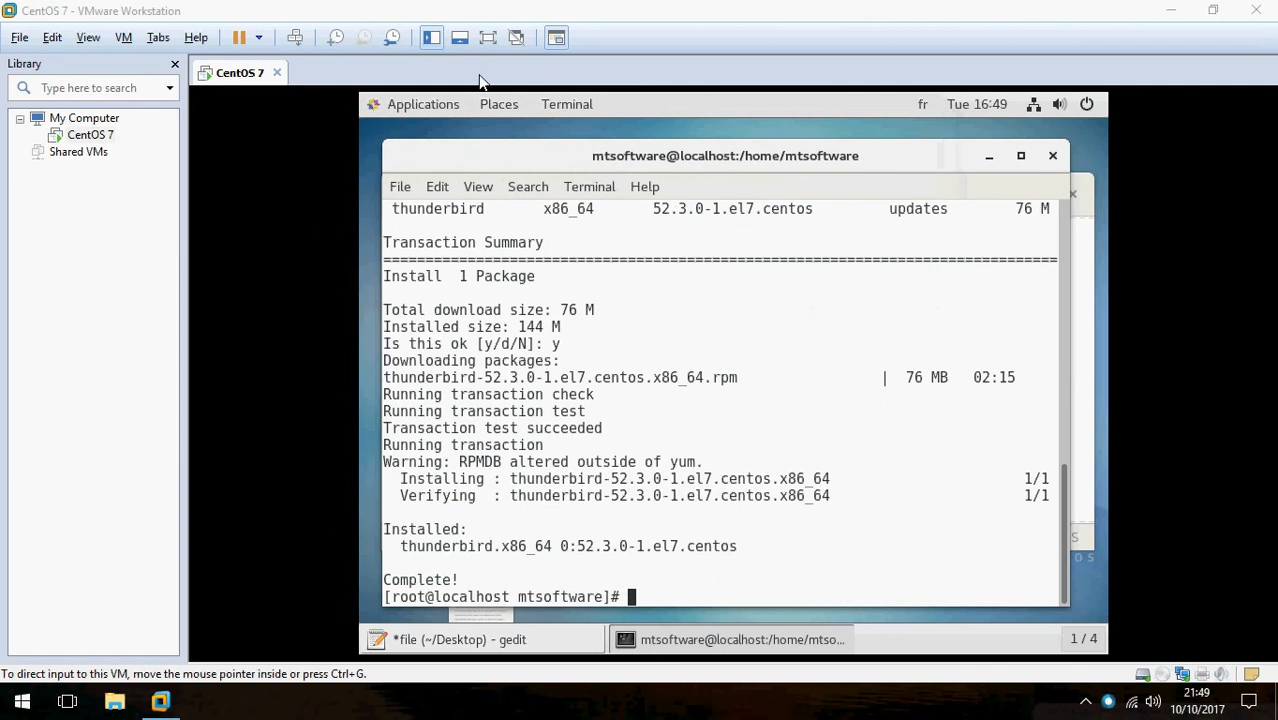 CentOS 7 - VMware Workstation
File Edit View VM Tabs Help
Library
CentOS 7
Type here to search
My Computer
CentOS 7
Shared VMs
Applications Places Terminal fr Tue 16:49
mtsoftware@localhost:/home/mtsoftware
File Edit View Search Terminal Help
thunderbird x86_64 52.3.0-1.el7.centos updates 76 M
Transaction Summary
================================================================================
Install 1 Package
Total download size: 76 M
Installed size: 144 M
Is this ok [y/d/N]: y
Downloading packages:
thunderbird-52.3.0-1.el7.centos.x86_64.rpm | 76 MB 02:15
Running transaction check
Running transaction test
Transaction test succeeded
Running transaction
Warning: RPMDB altered outside of yum.
Installing : thunderbird-52.3.0-1.el7.centos.x86_64 1/1
Verifying : thunderbird-52.3.0-1.el7.centos.x86_64 1/1
Installed:
thunderbird.x86_64 0:52.3.0-1.el7.centos
Complete!
[root@localhost mtsoftware]#
*file (~/Desktop) - gedit
mtsoftware@localhost:/home/mtso...
1 / 4
To direct input to this VM, move the mouse pointer inside or press Ctrl+G.
21:49
10/10/2017